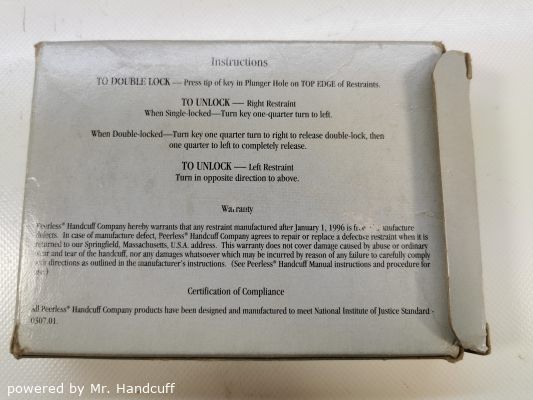 Instructions
TO DOUBLE LOCK — Press tip of key in Plunger Hole on TOP EDGE of Restraints.
TO UNLOCK — Right Restraint
When Single-locked—Turn key one-quarter turn to left.
When Double-locked—Turn key one quarter turn to right to release double-lock, then
one quarter to left to completely release.
TO UNLOCK — Left Restraint
Turn in opposite direction to above.
Warranty
Peerless® Handcuff Company hereby warrants that any restraint manufactured after January 1, 1996 is
defects. In case of manufacture defect, Peerless® Handcuff Company agrees to repair or replace a defective restraint when it is
returned to our Springfield, Massachusetts, U.S.A. address. This warranty does not cover damage caused by abuse or ordinary
wear and tear of the handcuff, nor any damages whatsoever which may be incurred by reason of any failure to carefully comply
with directions as outlined in the manufacturer's instructions. (See Peerless® Handcuff Manual instructions and procedure for
use.)
Certification of Compliance
All Peerless® Handcuff Company products have been designed and manufactured to meet National Institute of Justice Standard -
0307.01.
powered by Mr. Handcuff